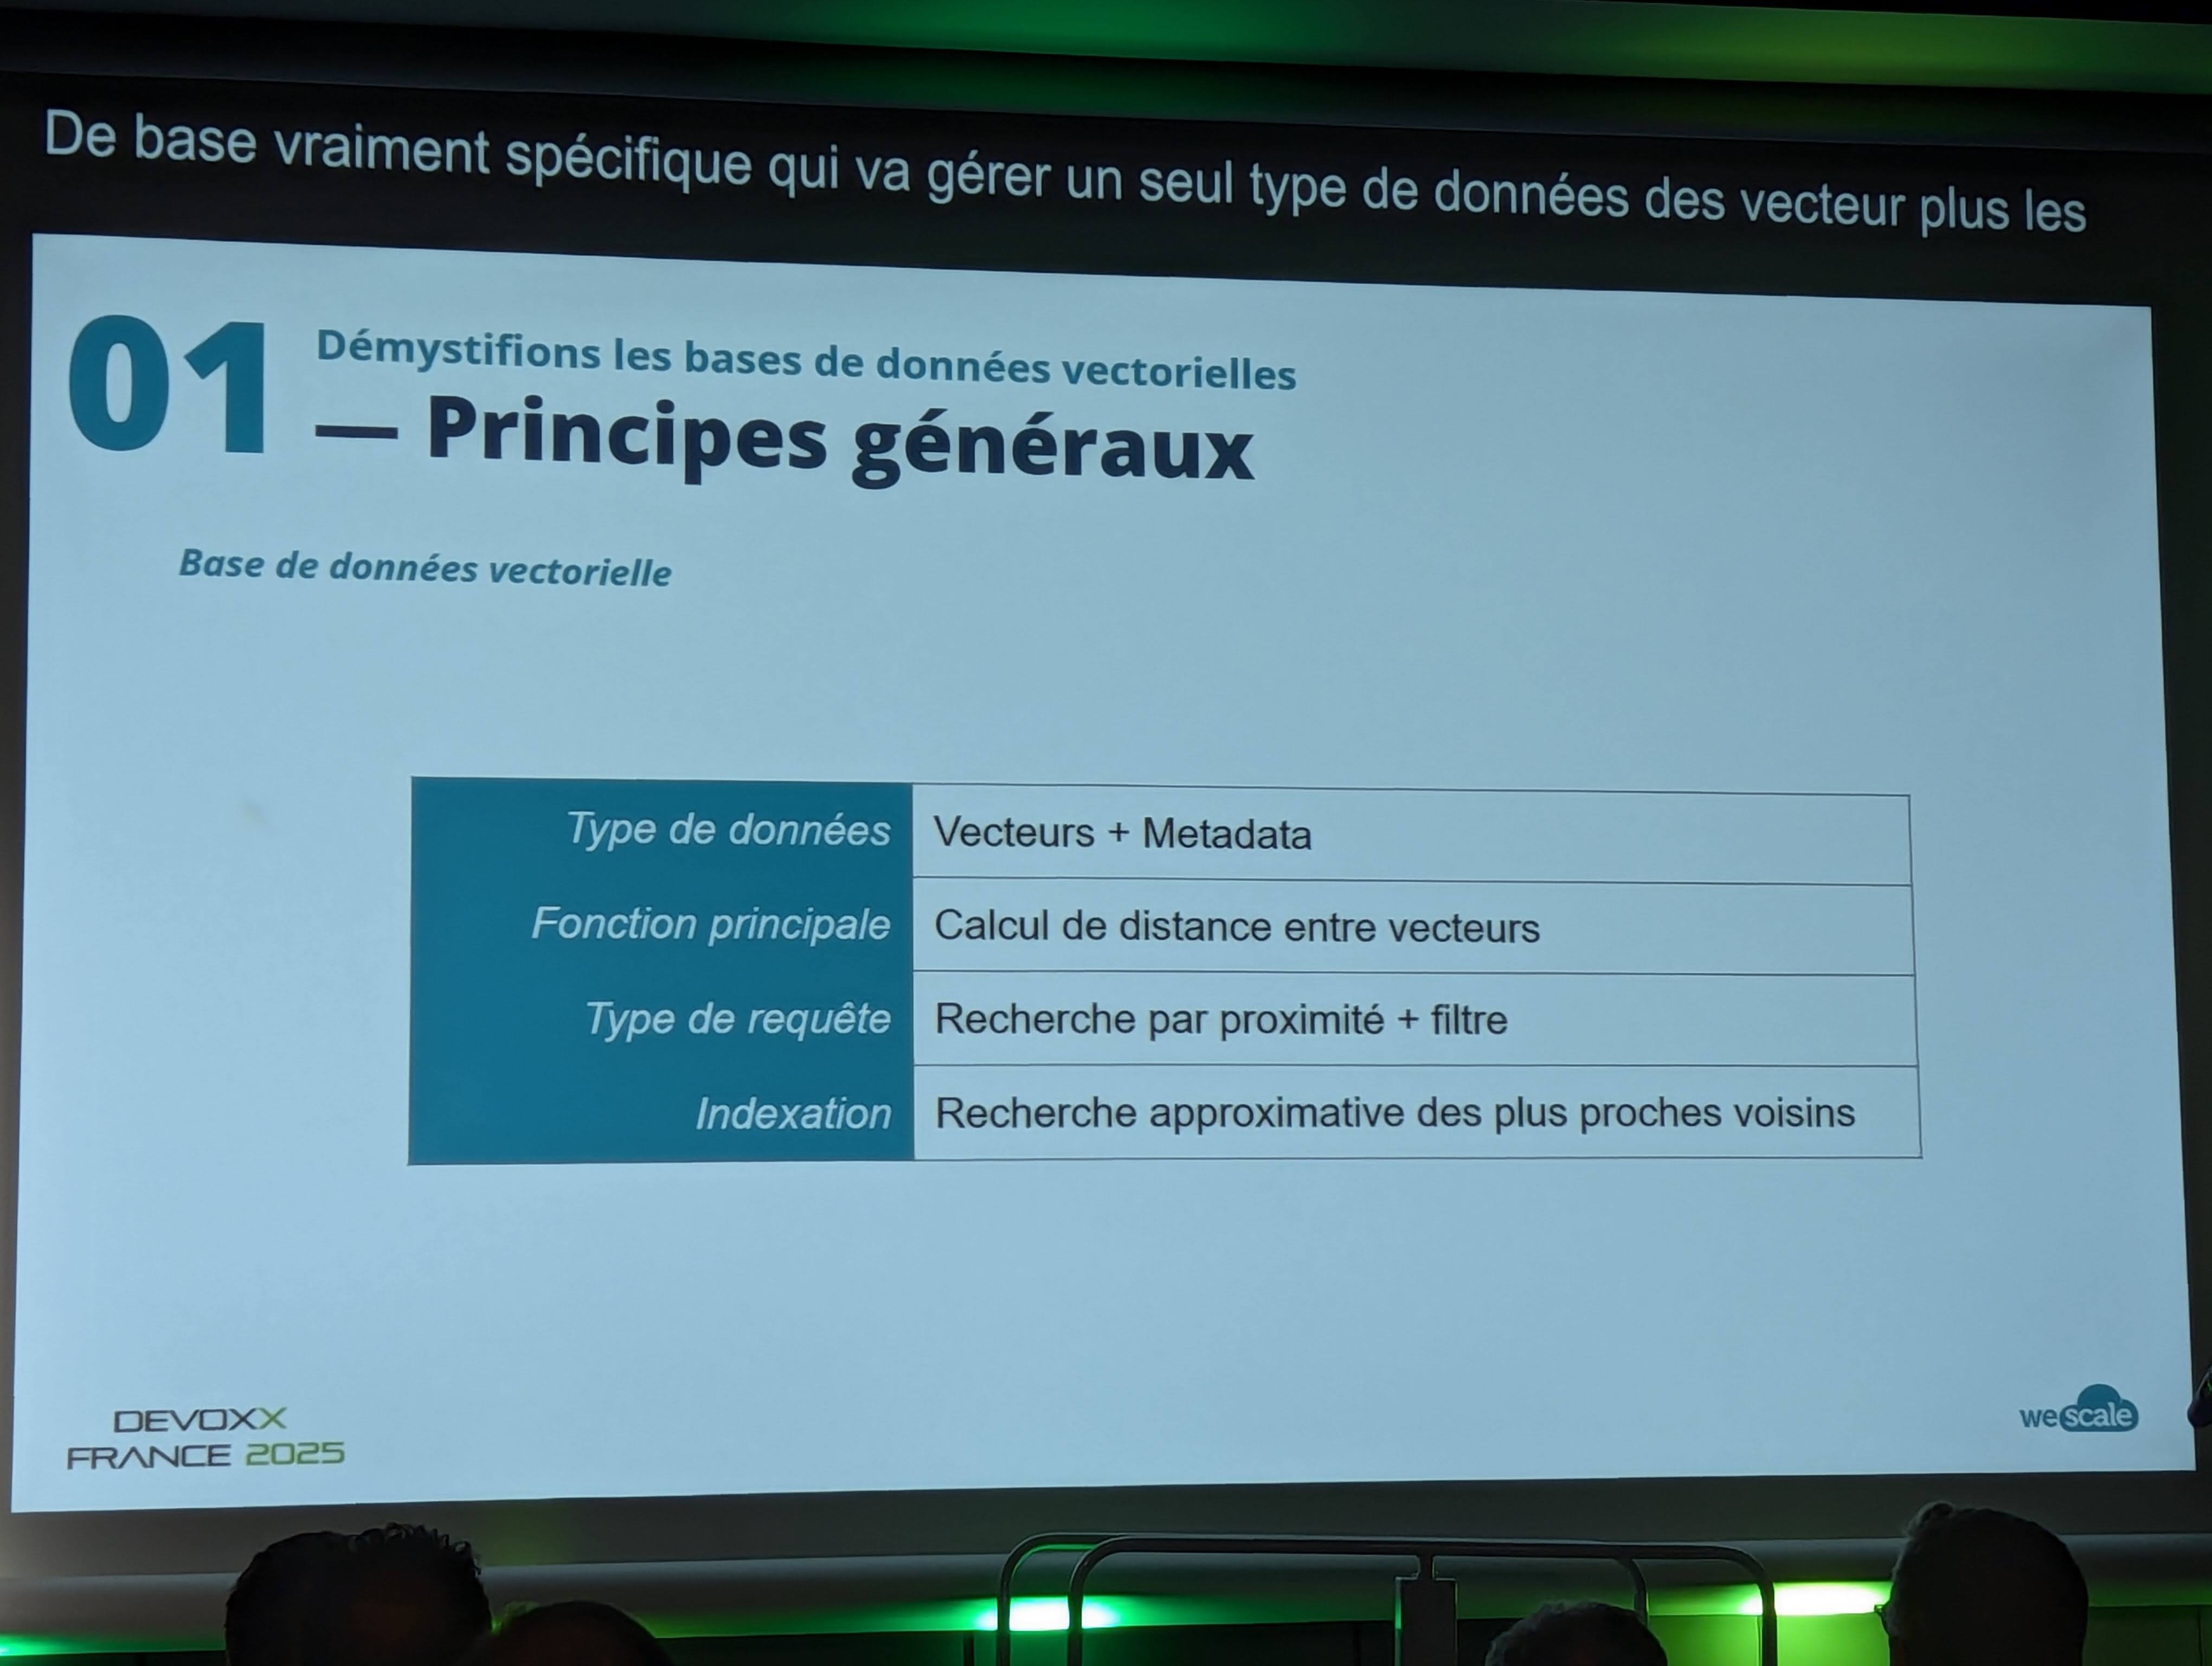 De base vraiment spécifique qui va gérer un seul type de données des vecteur plus les
01
Démystifions les bases de données vectorielles
— Principes généraux
Base de données vectorielle
Type de données Vecteurs + Metadata
Fonction principale Calcul de distance entre vecteurs
Type de requête Recherche par proximité + filtre
Indexation Recherche approximative des plus proches voisins
DEVOXX
FRANCE 2025
wescale